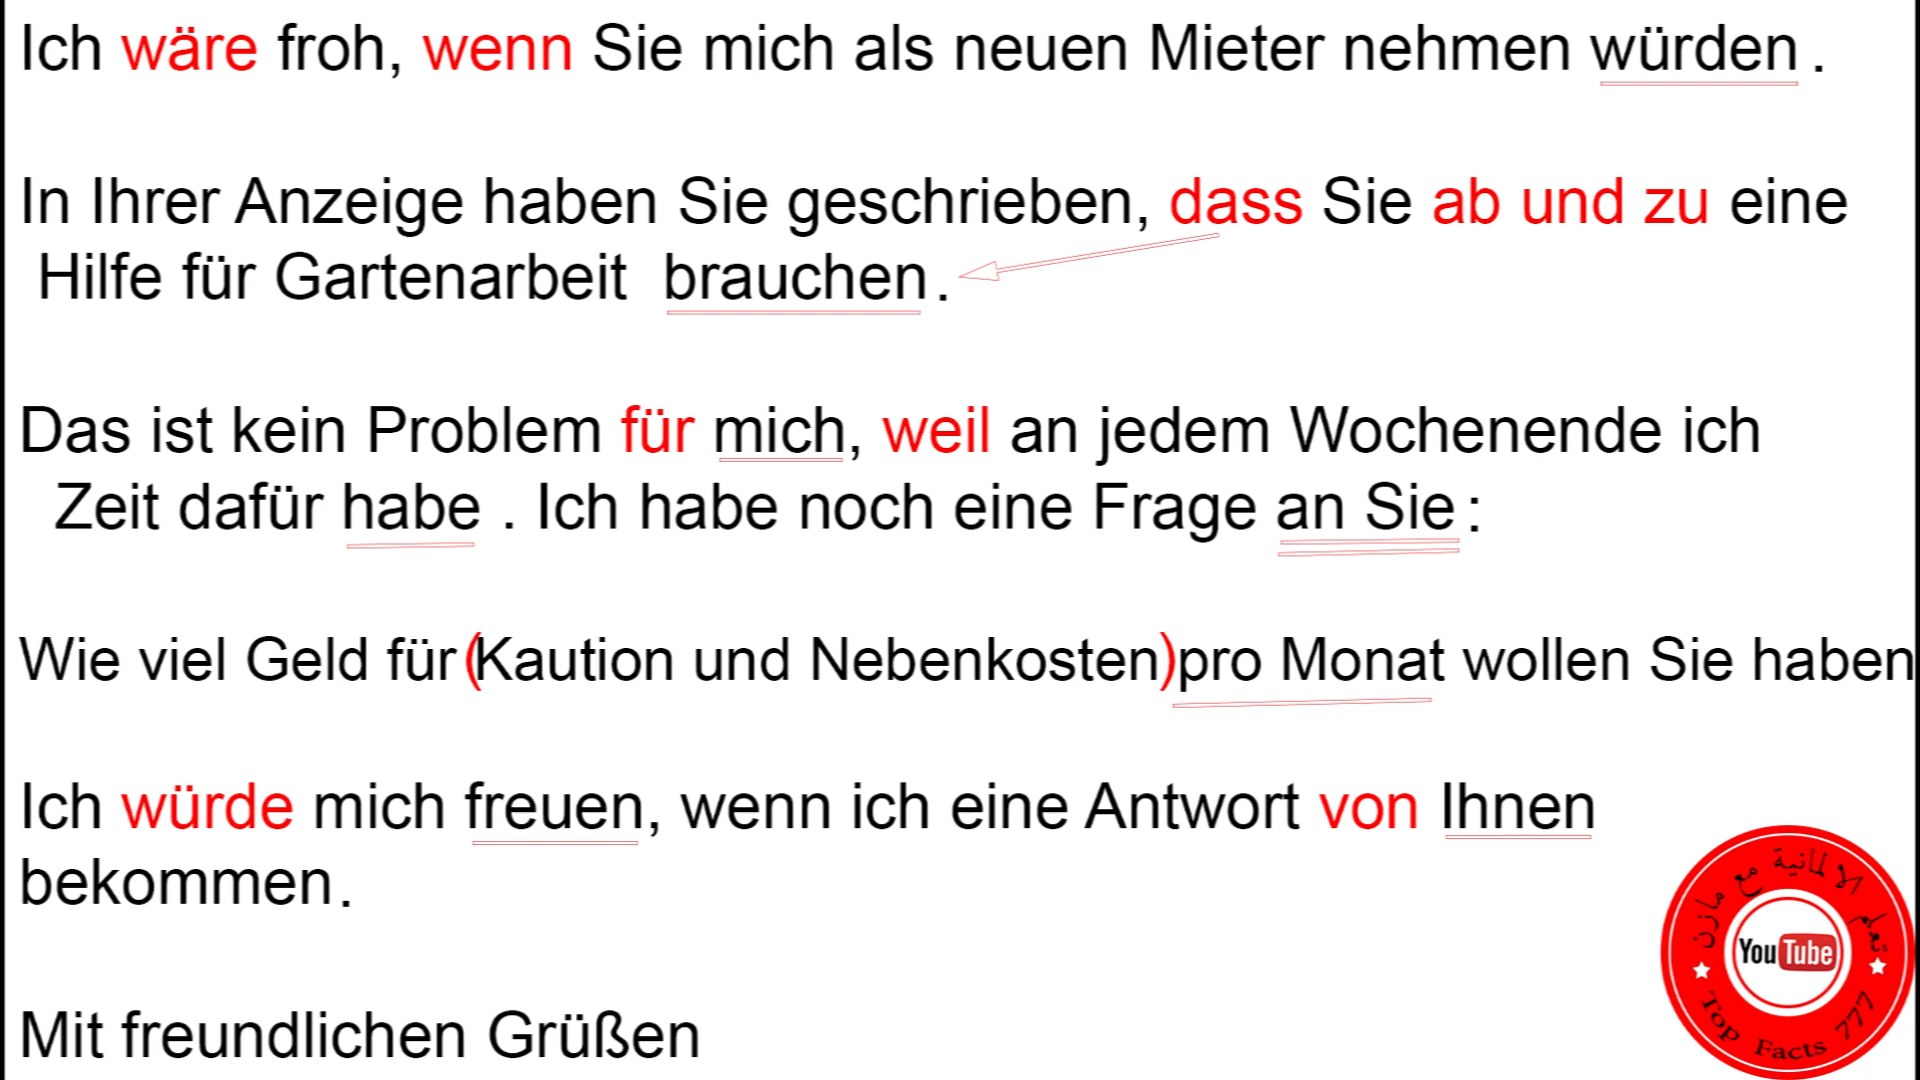 Ich wäre froh, wenn Sie mich als neuen Mieter nehmen würden .
In Ihrer Anzeige haben Sie geschrieben, dass Sie ab und zu eine
Hilfe für Gartenarbeit brauchen .
Das ist kein Problem für mich, weil an jedem Wochenende ich
Zeit dafür habe . Ich habe noch eine Frage an Sie :
Wie viel Geld für (Kaution und Nebenkosten) pro Monat wollen Sie haben
Ich würde mich freuen, wenn ich eine Antwort von Ihnen
bekommen .
Mit freundlichen Grüßen
تعلم الالمانية مع مازن
YouTube
Top Facts 777